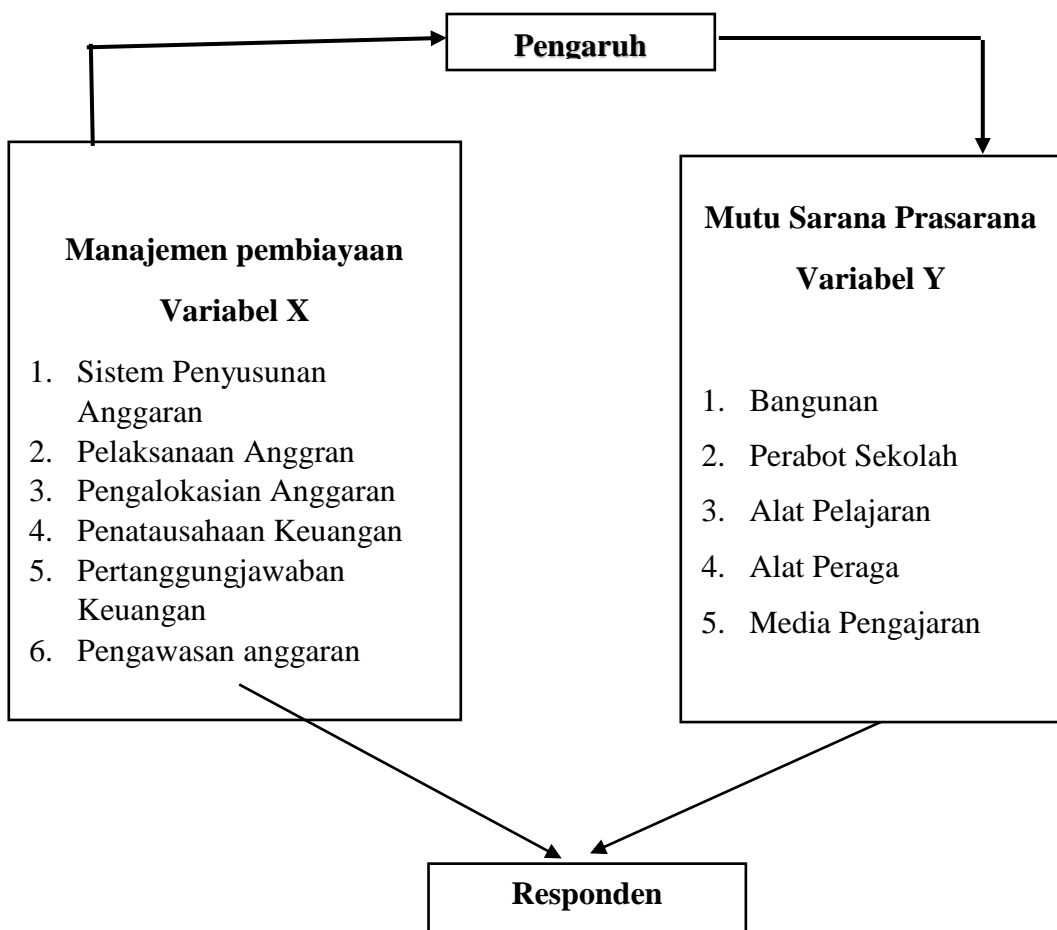 Pengaruh
Manajemen pembiayaan
Variabel X
1. Sistem Penyusunan
Anggaran
2. Pelaksanaan Anggran
3. Pengalokasian Anggaran
4. Penatausahaan Keuangan
5. Pertanggungjawaban
Keuangan
6. Pengawasan anggaran
Mutu Sarana Prasarana
Variabel Y
1. Bangunan
2. Perabot Sekolah
3. Alat Pelajaran
4. Alat Peraga
5. Media Pengajaran
Responden